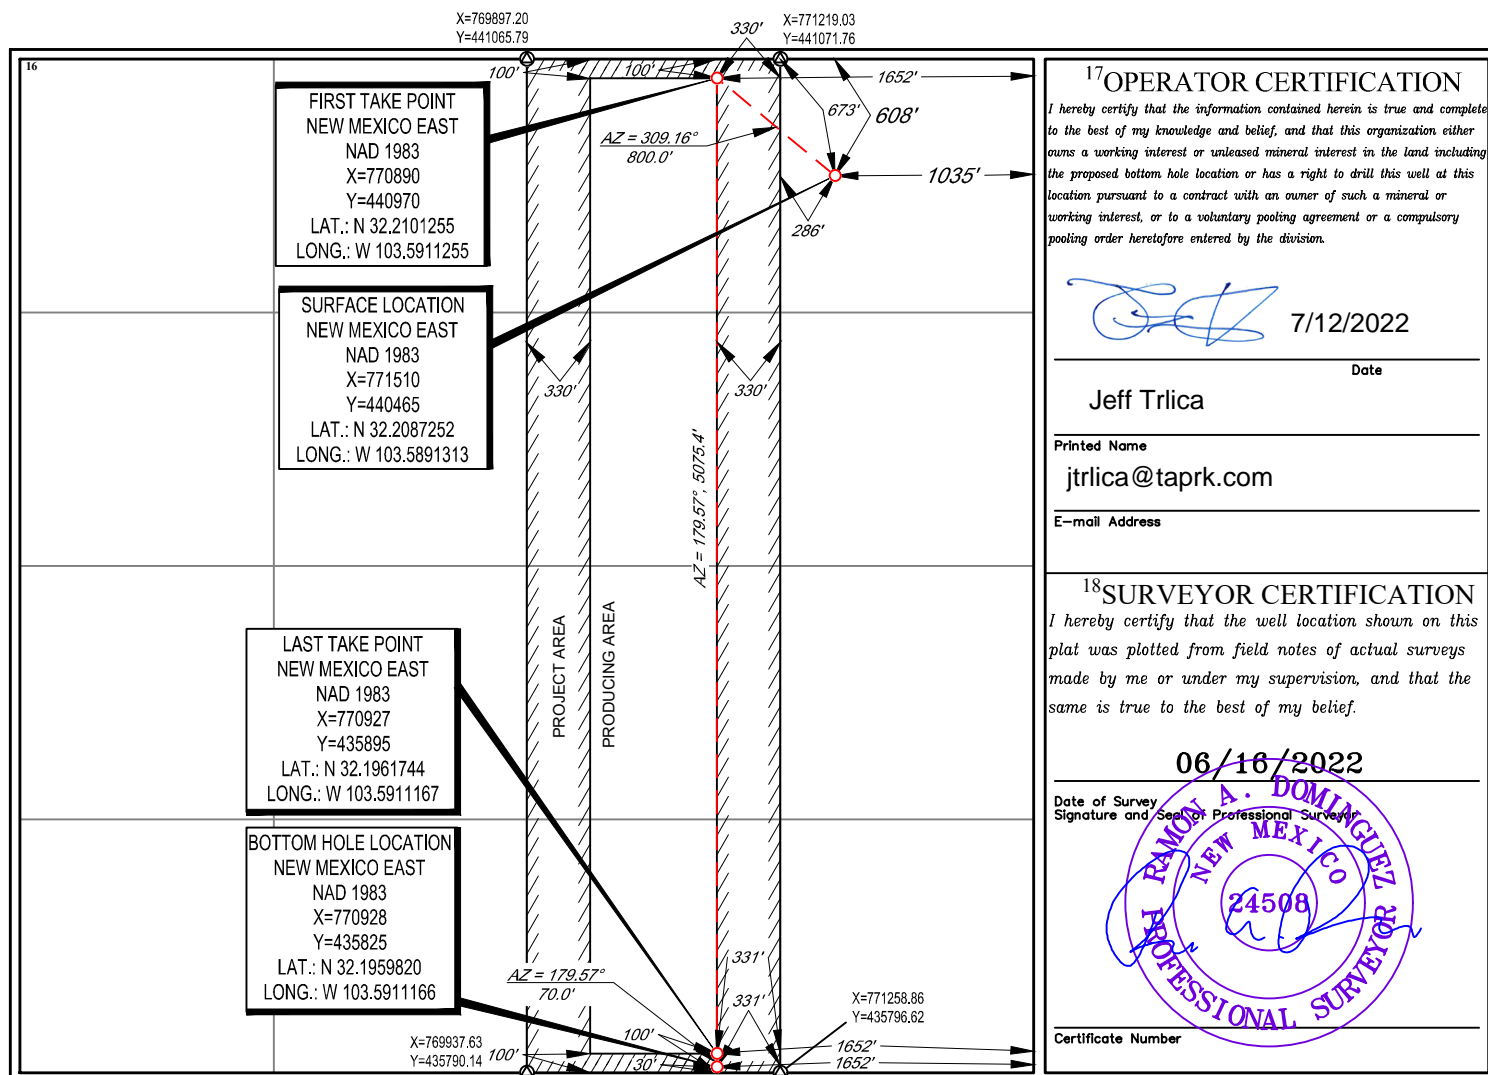 X=769897.20
Y=441065.79
X=771219.03
Y=441071.76
330'
16
100'
100'
1652'
673'
608'
AZ = 309.16°
800.0'
1035'
286'
FIRST TAKE POINT
NEW MEXICO EAST
NAD 1983
X=770890
Y=440970
LAT.: N 32.2101255
LONG.: W 103.5911255
SURFACE LOCATION
NEW MEXICO EAST
NAD 1983
X=771510
Y=440465
LAT.: N 32.2087252
LONG.: W 103.5891313
330'
330'
AZ = 179.57°, 5075.4'
PROJECT AREA
PRODUCING AREA
LAST TAKE POINT
NEW MEXICO EAST
NAD 1983
X=770927
Y=435895
LAT.: N 32.1961744
LONG.: W 103.5911167
BOTTOM HOLE LOCATION
NEW MEXICO EAST
NAD 1983
X=770928
Y=435825
LAT.: N 32.1959820
LONG.: W 103.5911166
AZ = 179.57°
70.0'
331'
331'
X=771258.86
Y=435796.62
X=769937.63
Y=435790.14
100'
100'
30'
1652'
1652'
17 OPERATOR CERTIFICATION
I hereby certify that the information contained herein is true and complete
to the best of my knowledge and belief, and that this organization either
owns a working interest or unleased mineral interest in the land including
the proposed bottom hole location or has a right to drill this well at this
location pursuant to a contract with an owner of such a mineral or
working interest, or to a voluntary pooling agreement or a compulsory
pooling order heretofore entered by the division.
7/12/2022
Date
Jeff Trlica
Printed Name
jtrlica@taprk.com
E-mail Address
18 SURVEYOR CERTIFICATION
I hereby certify that the well location shown on this
plat was plotted from field notes of actual surveys
made by me or under my supervision, and that the
same is true to the best of my belief.
06/16/2022
Date of Survey
Signature and Seal of Professional Surveyor
RAMON A. DOMINGUEZ
NEW MEXICO
24508
PROFESSIONAL SURVEYOR
Certificate Number